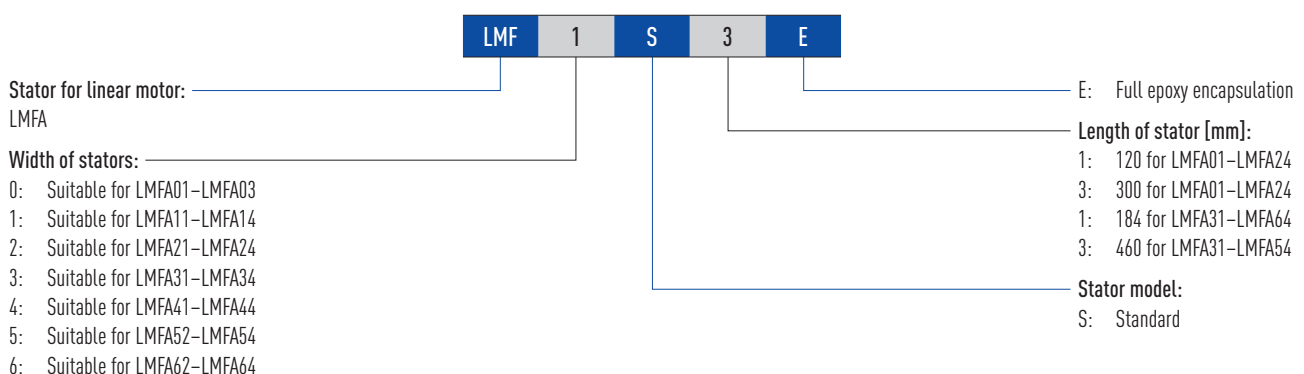 LMF 1 S 3 E
Stator for linear motor:
LMFA
Width of stators:
0: Suitable for LMFA01–LMFA03
1: Suitable for LMFA11–LMFA14
2: Suitable for LMFA21–LMFA24
3: Suitable for LMFA31–LMFA34
4: Suitable for LMFA41–LMFA44
5: Suitable for LMFA52–LMFA54
6: Suitable for LMFA62–LMFA64
E: Full epoxy encapsulation
Length of stator [mm]:
1: 120 for LMFA01–LMFA24
3: 300 for LMFA01–LMFA24
1: 184 for LMFA31–LMFA64
3: 460 for LMFA31–LMFA54
Stator model:
S: Standard